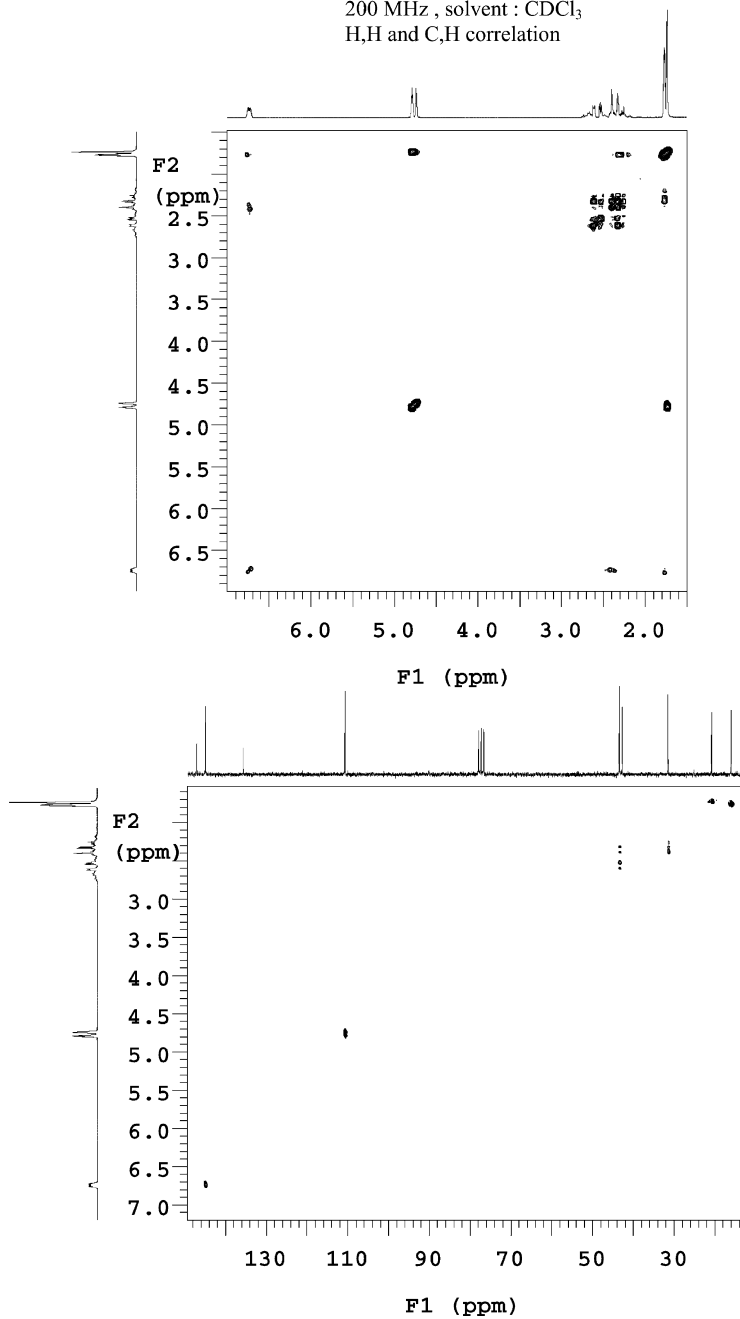 200 MHz , solvent : CDCl₃
H,H and C,H correlation
F2
(ppm)
2.5
3.0
3.5
4.0
4.5
5.0
5.5
6.0
6.5
6.0 5.0 4.0 3.0 2.0
F1 (ppm)
F2
(ppm)
3.0
3.5
4.0
4.5
5.0
5.5
6.0
6.5
7.0
130 110 90 70 50 30
F1 (ppm)